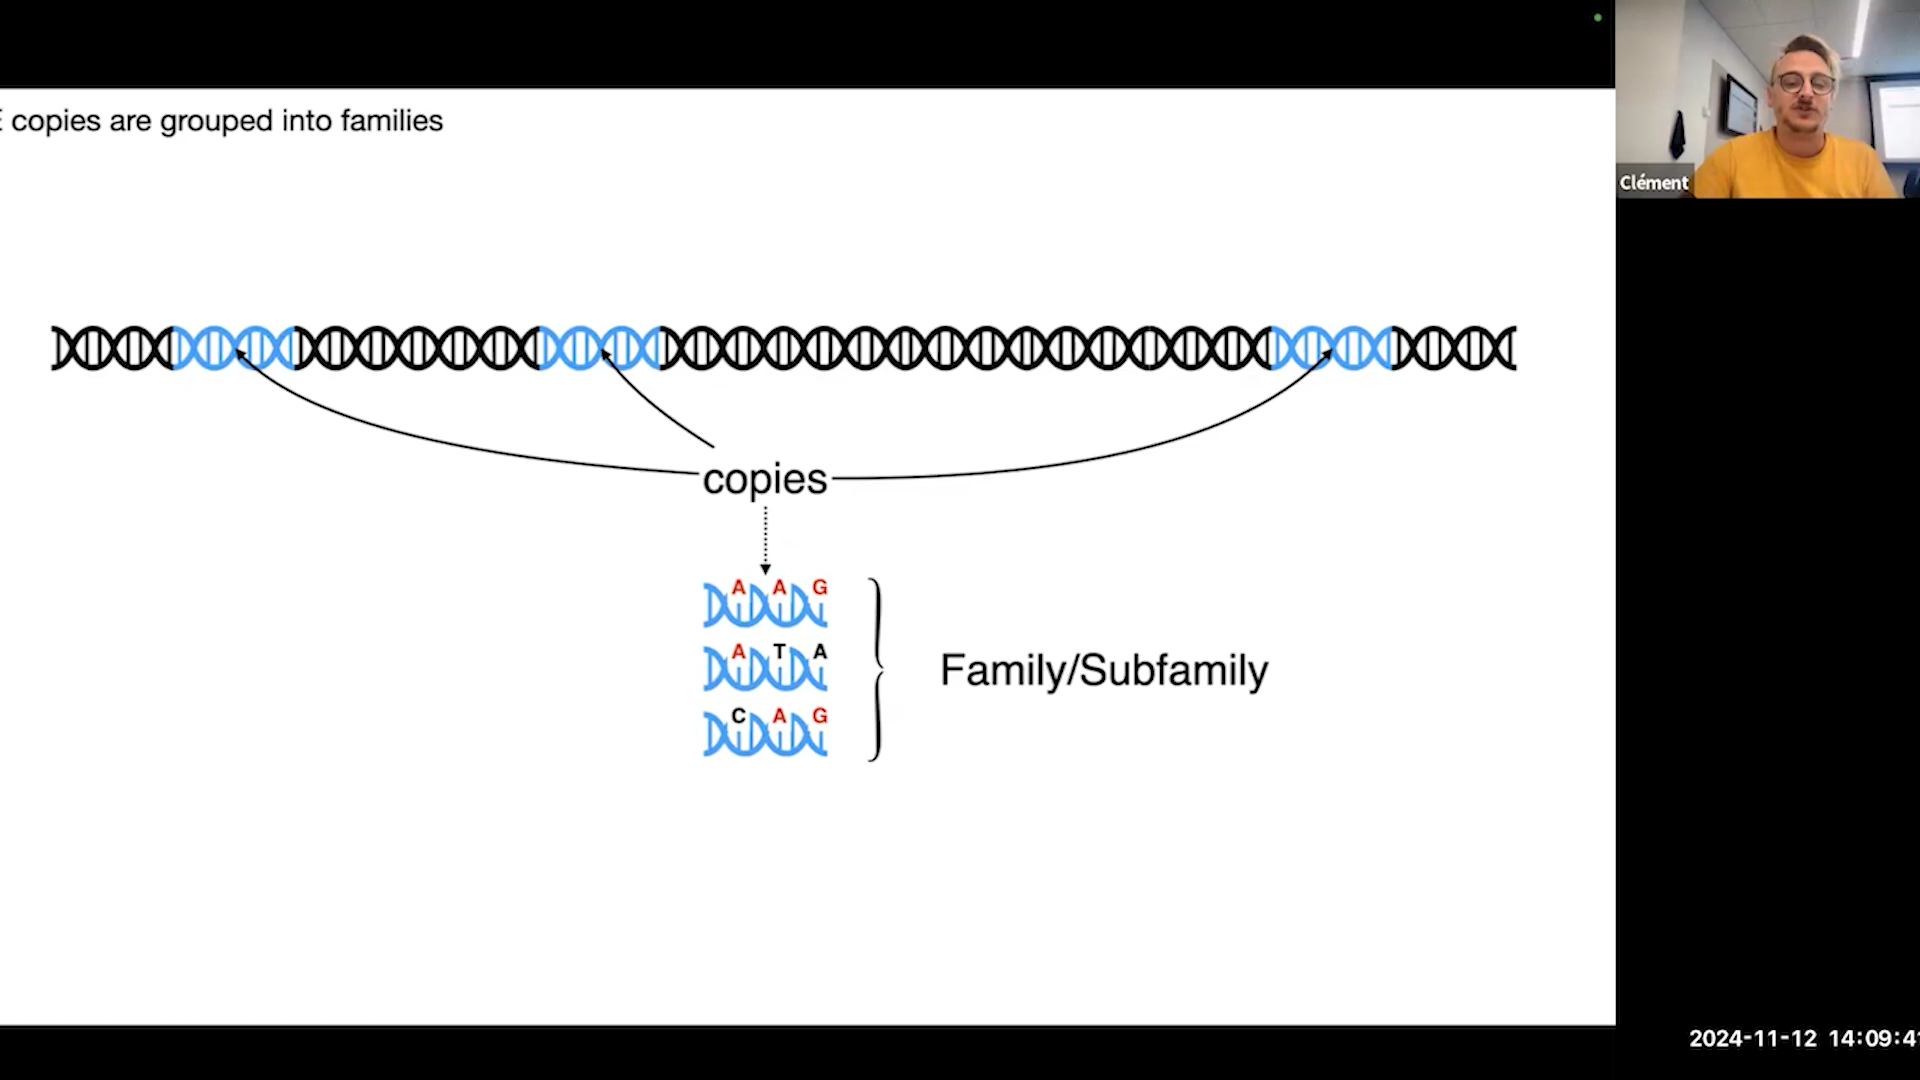 copies are grouped into families
Clément
copies
A A G
A T A
C A G
Family/Subfamily
2024-11-12 14:09:4